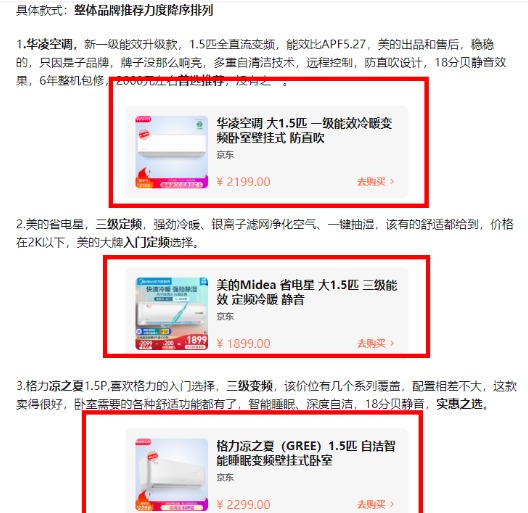 具体款式：整体品牌推荐力度降序排列
1.华凌空调，新一级能效升级款，1.5匹全直流变频，能效比APF5.27，美的出品和售后，稳稳
的，只因是子品牌，牌子没那么响亮，多重自清洁技术，远程控制，防直吹设计，18分贝静音效
果，6年整机包修，2000元左右首选推荐，没有之一。
华凌空调 大1.5匹 一级能效冷暖变
频卧室壁挂式 防直吹
京东
¥ 2199.00 去购买 >
2.美的省电星，三级定频，强劲冷暖、银离子滤网净化空气、一键抽湿，该有的舒适都给到，价格
在2K以下，美的大牌入门定频选择。
快速冷暖 强劲除湿
1899
美的Midea 省电星 大1.5匹 三级能
效 定频冷暖 静音
京东
¥ 1899.00 去购买 >
3.格力凉之夏1.5P,喜欢格力的入门选择，三级变频，该价位有几个系列覆盖，配置相差不大，这款
卖得很好，卧室需要的各种舒适功能都有了，智能睡眠、深度自洁，18分贝静音，实惠之选。
格力凉之夏（GREE）1.5匹 自洁智
能睡眠变频壁挂式卧室
京东
¥ 2299.00 去购买 >